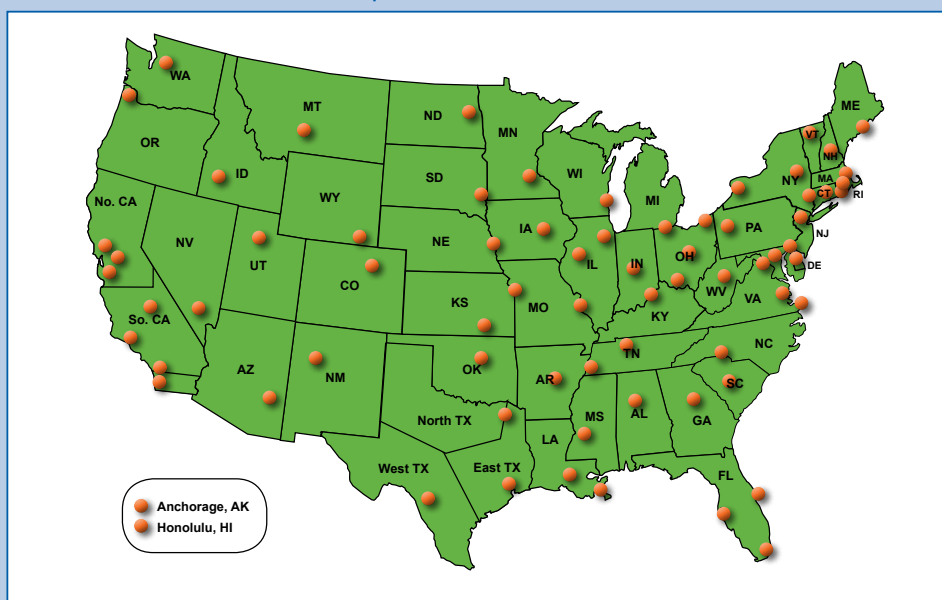 WA
MT
ND
MN
ME
VT
NH
OR
ID
SD
WI
MI
NY
MA
CT
RI
No. CA
WY
IA
PA
NJ
NV
UT
NE
IL
IN
OH
DE
CO
WV
VA
KS
MO
KY
So. CA
NC
TN
AZ
NM
OK
AR
SC
North TX
MS
AL
GA
LA
West TX
East TX
FL
Anchorage, AK
Honolulu, HI